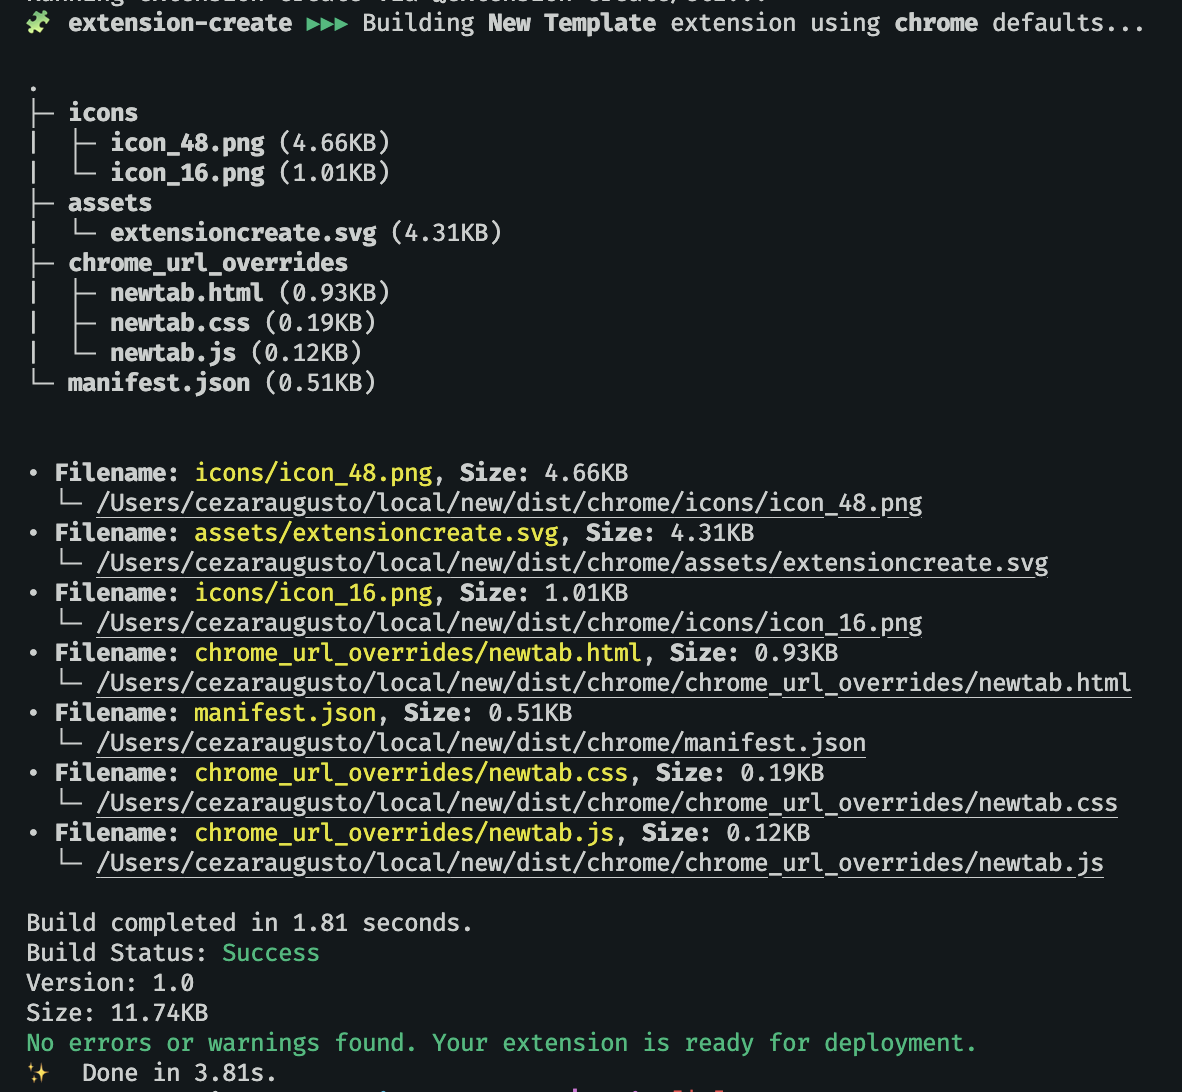 extension-create ►►► Building New Template extension using chrome defaults...
.
├─ icons
│  ├─ icon_48.png (4.66KB)
│  └─ icon_16.png (1.01KB)
├─ assets
│  └─ extensioncreate.svg (4.31KB)
├─ chrome_url_overrides
│  ├─ newtab.html (0.93KB)
│  ├─ newtab.css (0.19KB)
│  └─ newtab.js (0.12KB)
└─ manifest.json (0.51KB)
• Filename: icons/icon_48.png, Size: 4.66KB
└─ /Users/cezaraugusto/local/new/dist/chrome/icons/icon_48.png
• Filename: assets/extensioncreate.svg, Size: 4.31KB
└─ /Users/cezaraugusto/local/new/dist/chrome/assets/extensioncreate.svg
• Filename: icons/icon_16.png, Size: 1.01KB
└─ /Users/cezaraugusto/local/new/dist/chrome/icons/icon_16.png
• Filename: chrome_url_overrides/newtab.html, Size: 0.93KB
└─ /Users/cezaraugusto/local/new/dist/chrome/chrome_url_overrides/newtab.html
• Filename: manifest.json, Size: 0.51KB
└─ /Users/cezaraugusto/local/new/dist/chrome/manifest.json
• Filename: chrome_url_overrides/newtab.css, Size: 0.19KB
└─ /Users/cezaraugusto/local/new/dist/chrome/chrome_url_overrides/newtab.css
• Filename: chrome_url_overrides/newtab.js, Size: 0.12KB
└─ /Users/cezaraugusto/local/new/dist/chrome/chrome_url_overrides/newtab.js
Build completed in 1.81 seconds.
Build Status: Success
Version: 1.0
Size: 11.74KB
No errors or warnings found. Your extension is ready for deployment.
✨ Done in 3.81s.